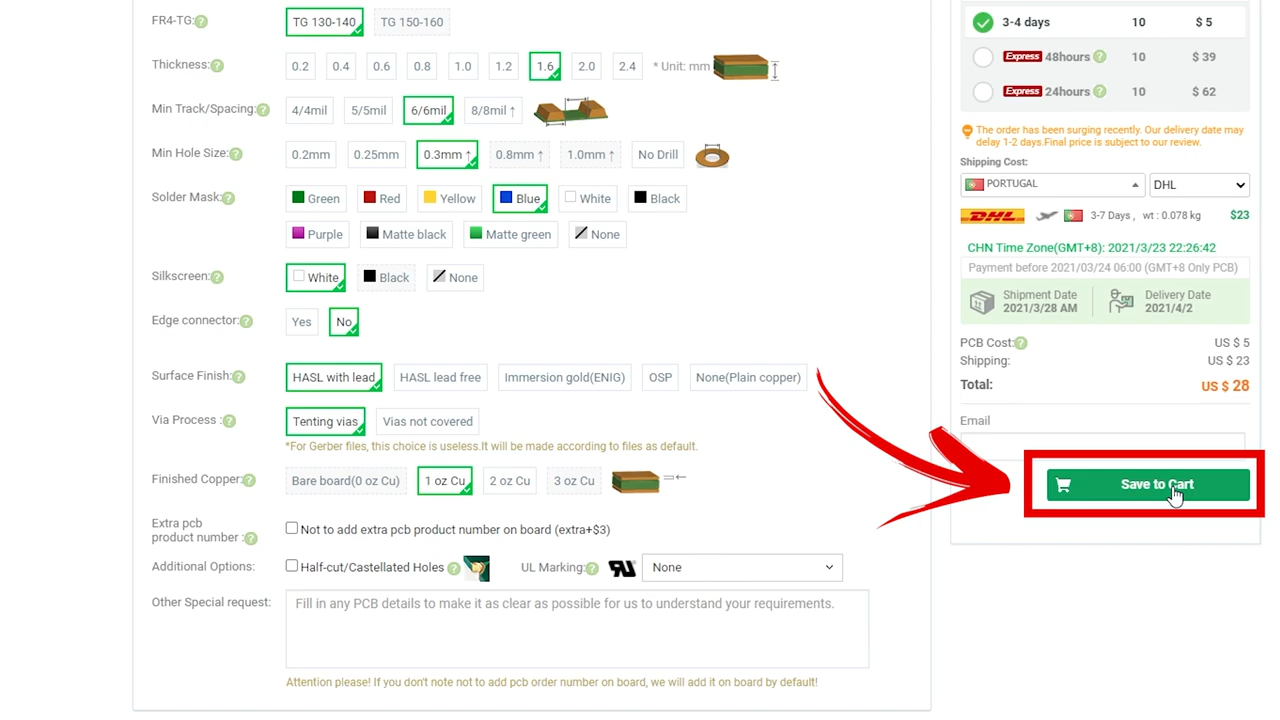 FR4-TG:? TG 130-140 TG 150-160
Thickness:? 0.2 0.4 0.6 0.8 1.0 1.2 1.6 2.0 2.4 * Unit: mm
Min Track/Spacing:? 4/4mil 5/5mil 6/6mil 8/8mil ↑
Min Hole Size:? 0.2mm 0.25mm 0.3mm ↑ 0.8mm ↑ 1.0mm ↑ No Drill
Solder Mask:? Green Red Yellow Blue White Black
Purple Matte black Matte green None
Silkscreen:? White Black None
Edge connector:? Yes No
Surface Finish:? HASL with lead HASL lead free Immersion gold(ENIG) OSP None(Plain copper)
Via Process :? Tenting vias Vias not covered
*For Gerber files, this choice is useless.It will be made according to files as default.
Finished Copper:? Bare board(0 oz Cu) 1 oz Cu 2 oz Cu 3 oz Cu
Extra pcb
product number :? Not to add extra pcb product number on board (extra+$3)
Additional Options: Half-cut/Castellated Holes ? UL Marking:? None
Other Special request: Fill in any PCB details to make it as clear as possible for us to understand your requirements.
Attention please! If you don't note not to add pcb order number on board, we will add it on board by default!
3-4 days 10 $ 5
Express 48hours ? 10 $ 39
Express 24hours ? 10 $ 62
The order has been surging recently. Our delivery date may
delay 1-2 days.Final price is subject to our review.
Shipping Cost:
PORTUGAL DHL
DHL 3-7 Days , wt : 0.078 kg $23
CHN Time Zone(GMT+8): 2021/3/23 22:26:42
Payment before 2021/03/24 06:00 (GMT+8 Only PCB)
Shipment Date Delivery Date
2021/3/28 AM 2021/4/2
PCB Cost:? US $ 5
Shipping: US $ 23
Total: US $ 28
Email
Save to Cart